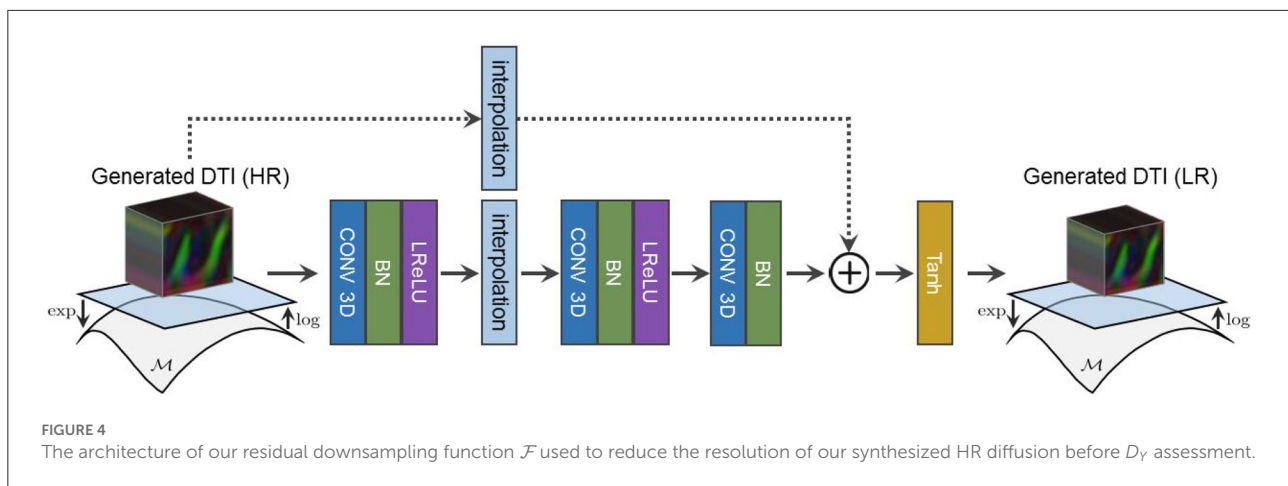 interpolation
Generated DTI (HR)
Generated DTI (LR)
CONV 3D
BN
LReLU
interpolation
CONV 3D
BN
LReLU
CONV 3D
BN
+
Tanh
exp
log
ℳ
exp
log
ℳ
FIGURE 4
The architecture of our residual downsampling function ℱ used to reduce the resolution of our synthesized HR diffusion before D_Y assessment.